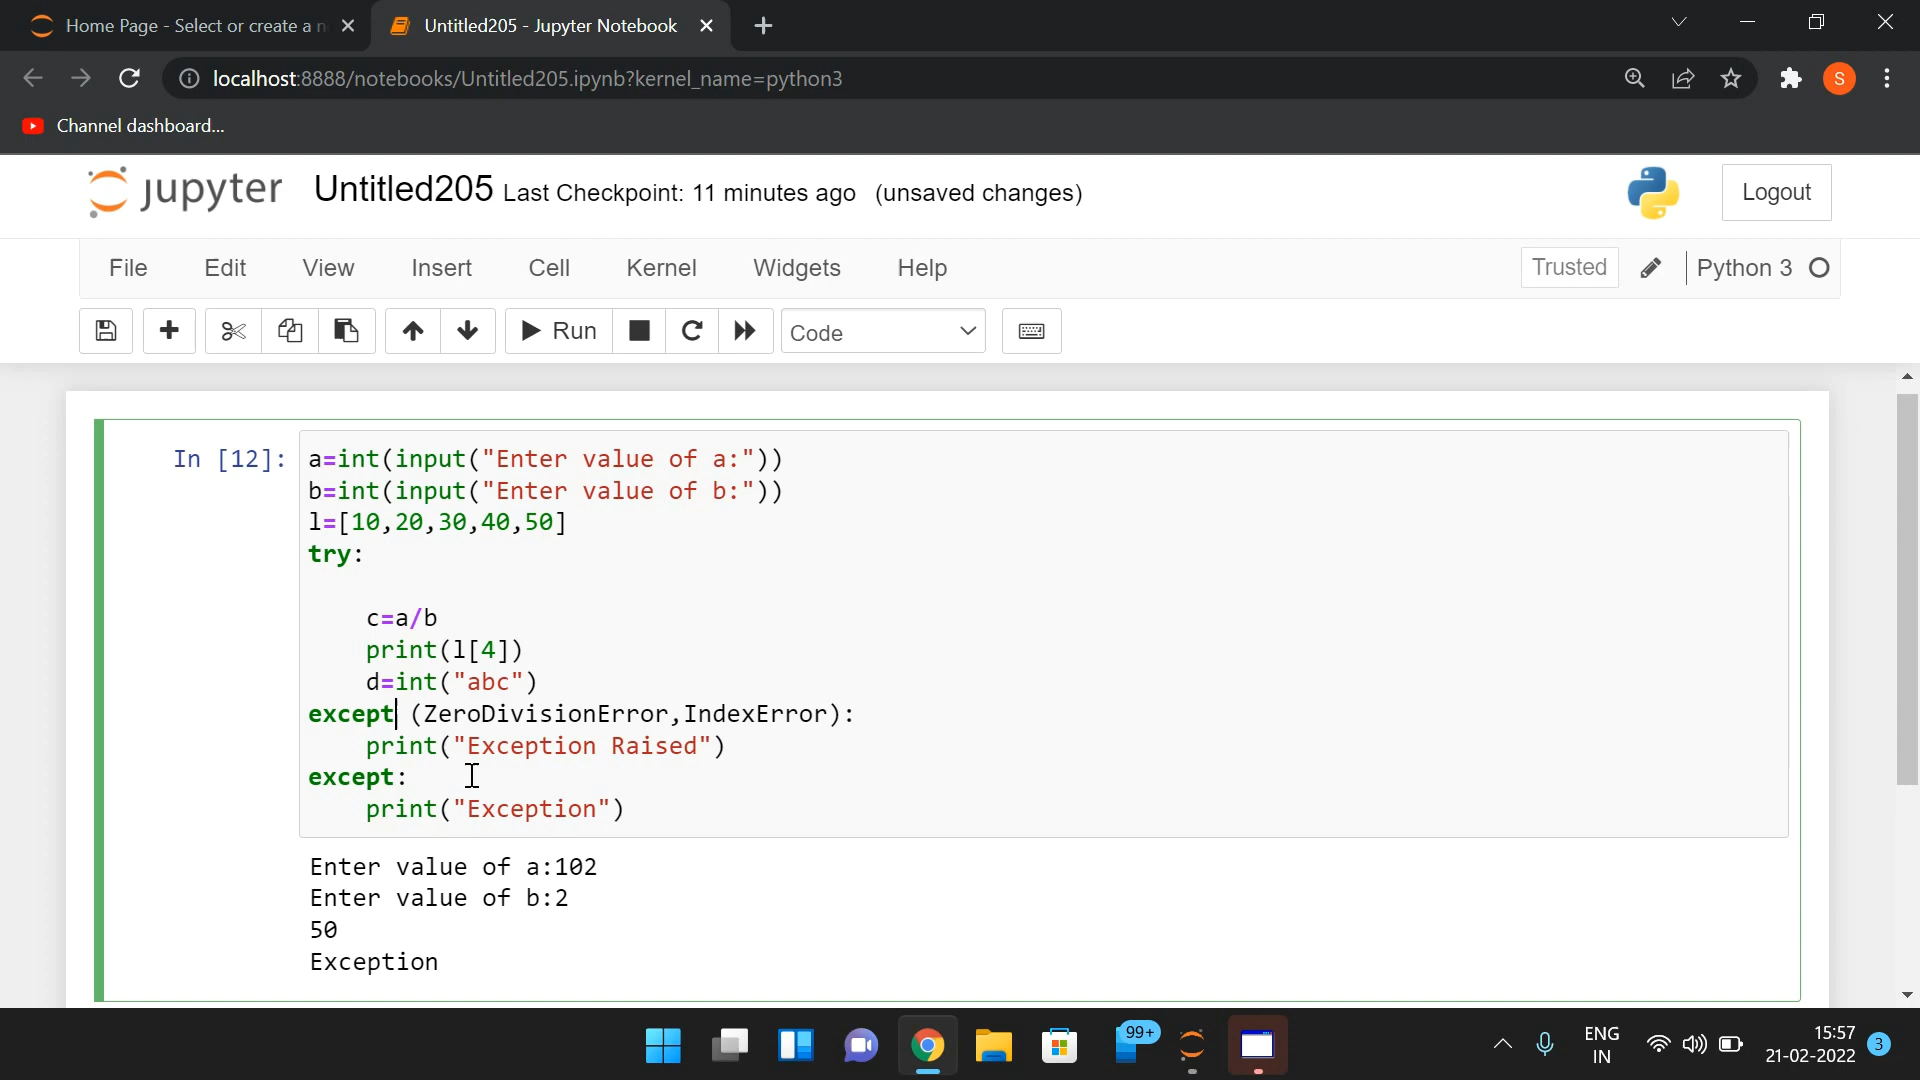 Home Page - Select or create a n
Untitled205 - Jupyter Notebook
localhost:8888/notebooks/Untitled205.ipynb?kernel_name=python3
S
Channel dashboard...
jupyter Untitled205 Last Checkpoint: 11 minutes ago (unsaved changes)
Logout
File Edit View Insert Cell Kernel Widgets Help
Trusted
Python 3
Run
Code
In [12]:
a=int(input("Enter value of a:"))
b=int(input("Enter value of b:"))
l=[10,20,30,40,50]
try:
c=a/b
print(l[4])
d=int("abc")
except (ZeroDivisionError,IndexError):
print("Exception Raised")
except:
print("Exception")
Enter value of a:102
Enter value of b:2
50
Exception
99+
ENG
IN
15:57
21-02-2022
3